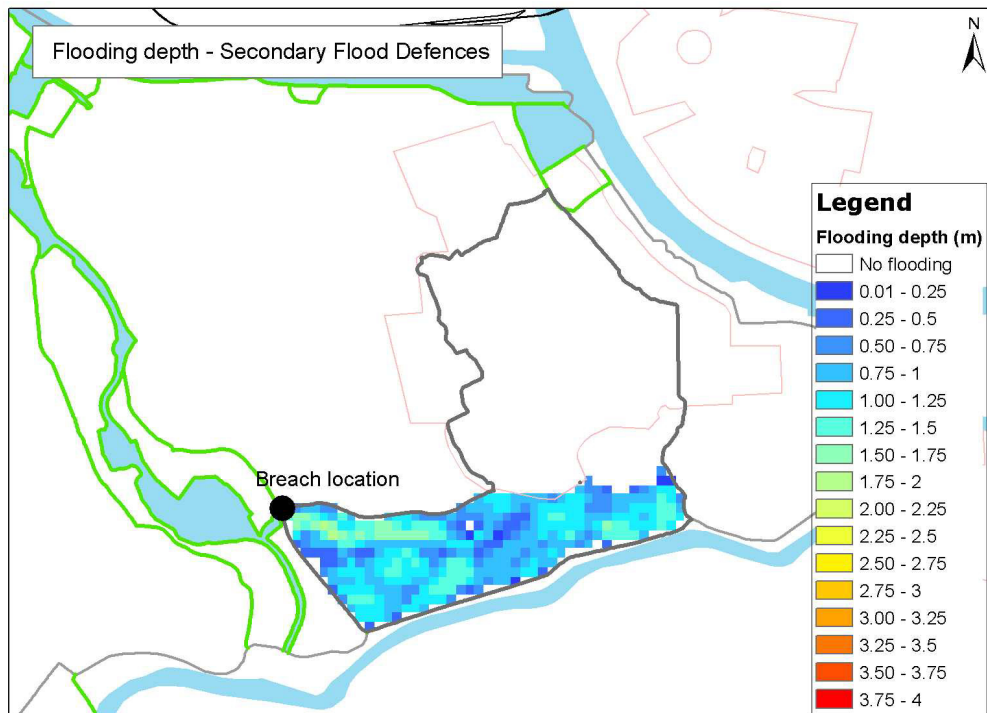 Flooding depth - Secondary Flood Defences
N
Breach location
Legend
Flooding depth (m)
No flooding
0.01 - 0.25
0.25 - 0.5
0.50 - 0.75
0.75 - 1
1.00 - 1.25
1.25 - 1.5
1.50 - 1.75
1.75 - 2
2.00 - 2.25
2.25 - 2.5
2.50 - 2.75
2.75 - 3
3.00 - 3.25
3.25 - 3.5
3.50 - 3.75
3.75 - 4